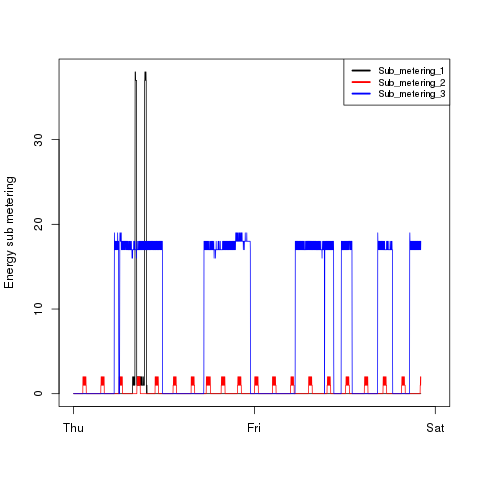 Sub_metering_1
Sub_metering_2
Sub_metering_3
Energy sub metering
30
20
10
0
Thu Fri Sat